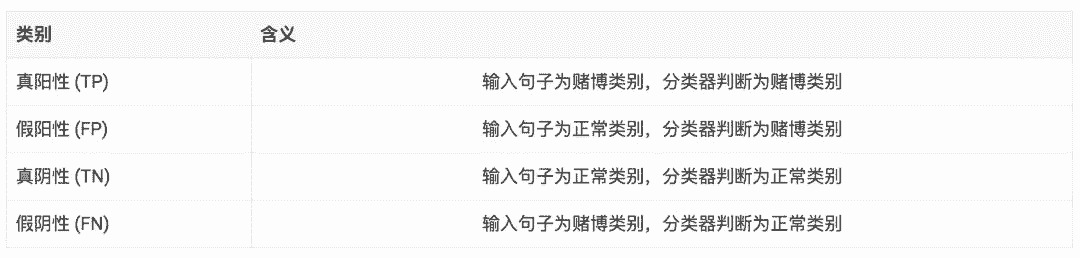 类别 含义
真阳性 (TP) 输入句子为赌博类别，分类器判断为赌博类别
假阳性 (FP) 输入句子为正常类别，分类器判断为赌博类别
真阴性 (TN) 输入句子为正常类别，分类器判断为正常类别
假阴性 (FN) 输入句子为赌博类别，分类器判断为正常类别